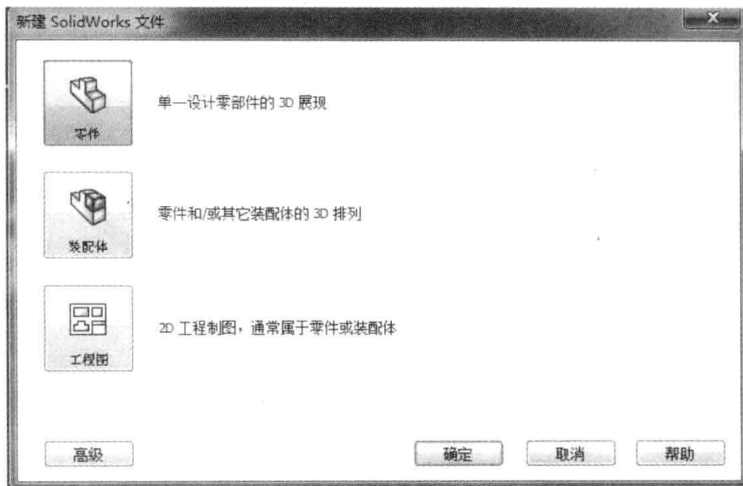 新建 SolidWorks 文件
零件
单一设计零部件的 3D 展现
装配体
零件和/或其它装配体的 3D 排列
工程图
2D 工程制图，通常属于零件或装配体
高级
确定
取消
帮助